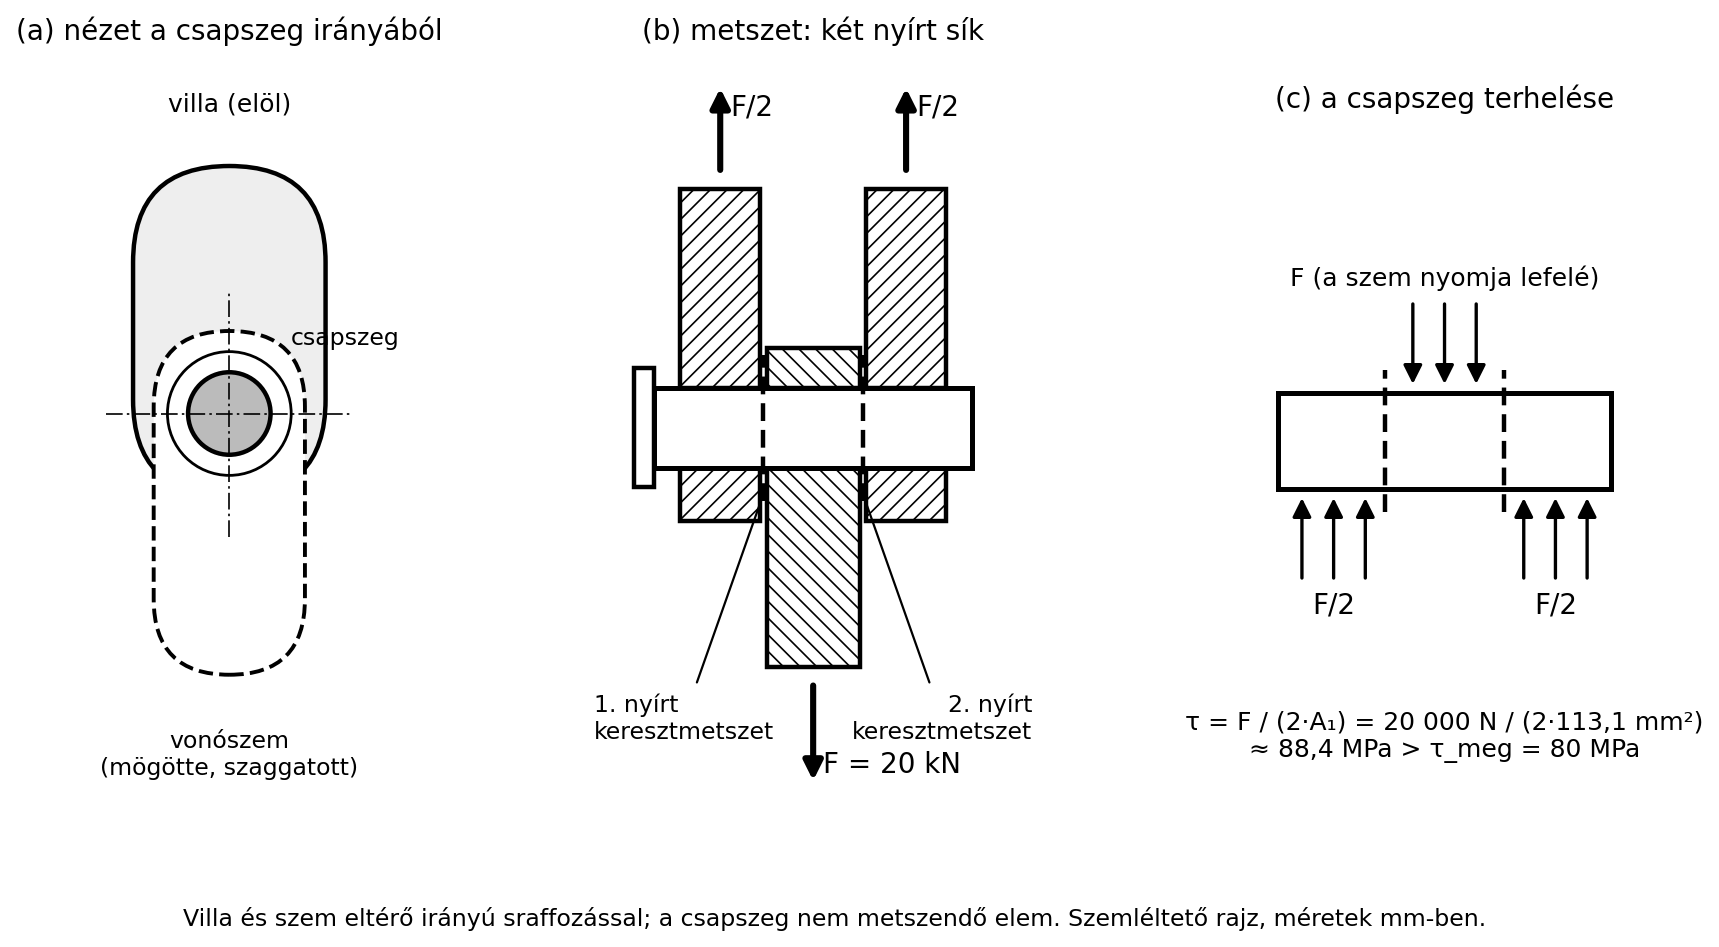 (a) nézet a csapszeg irányából
villa (elöl)
csapszeg
vonószem
(mögötte, szaggatott)
(b) metszet: két nyírt sík
F/2
F/2
1. nyírt
keresztmetszet
2. nyírt
keresztmetszet
F = 20 kN
(c) a csapszeg terhelése
F (a szem nyomja lefelé)
F/2
F/2
τ = F / (2·A₁) = 20 000 N / (2·113,1 mm²)
≈ 88,4 MPa > τ_meg = 80 MPa
Villa és szem eltérő irányú sraffozással; a csapszeg nem metszendő elem. Szemléltető rajz, méretek mm-ben.